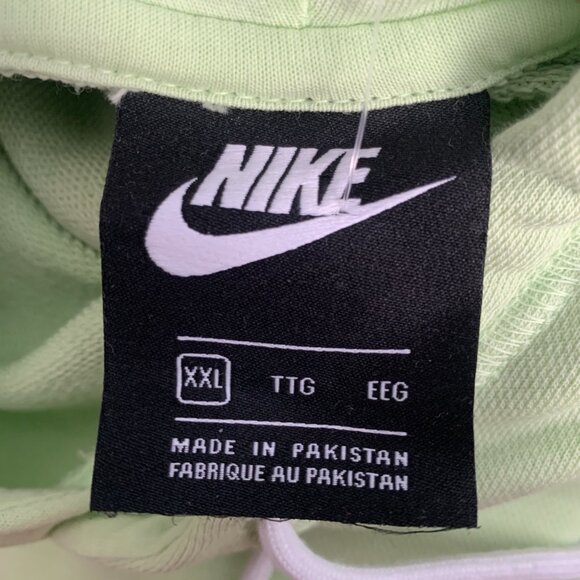 NIKE
XXL TTG EEG
MADE IN PAKISTAN
FABRIQUE AU PAKISTAN